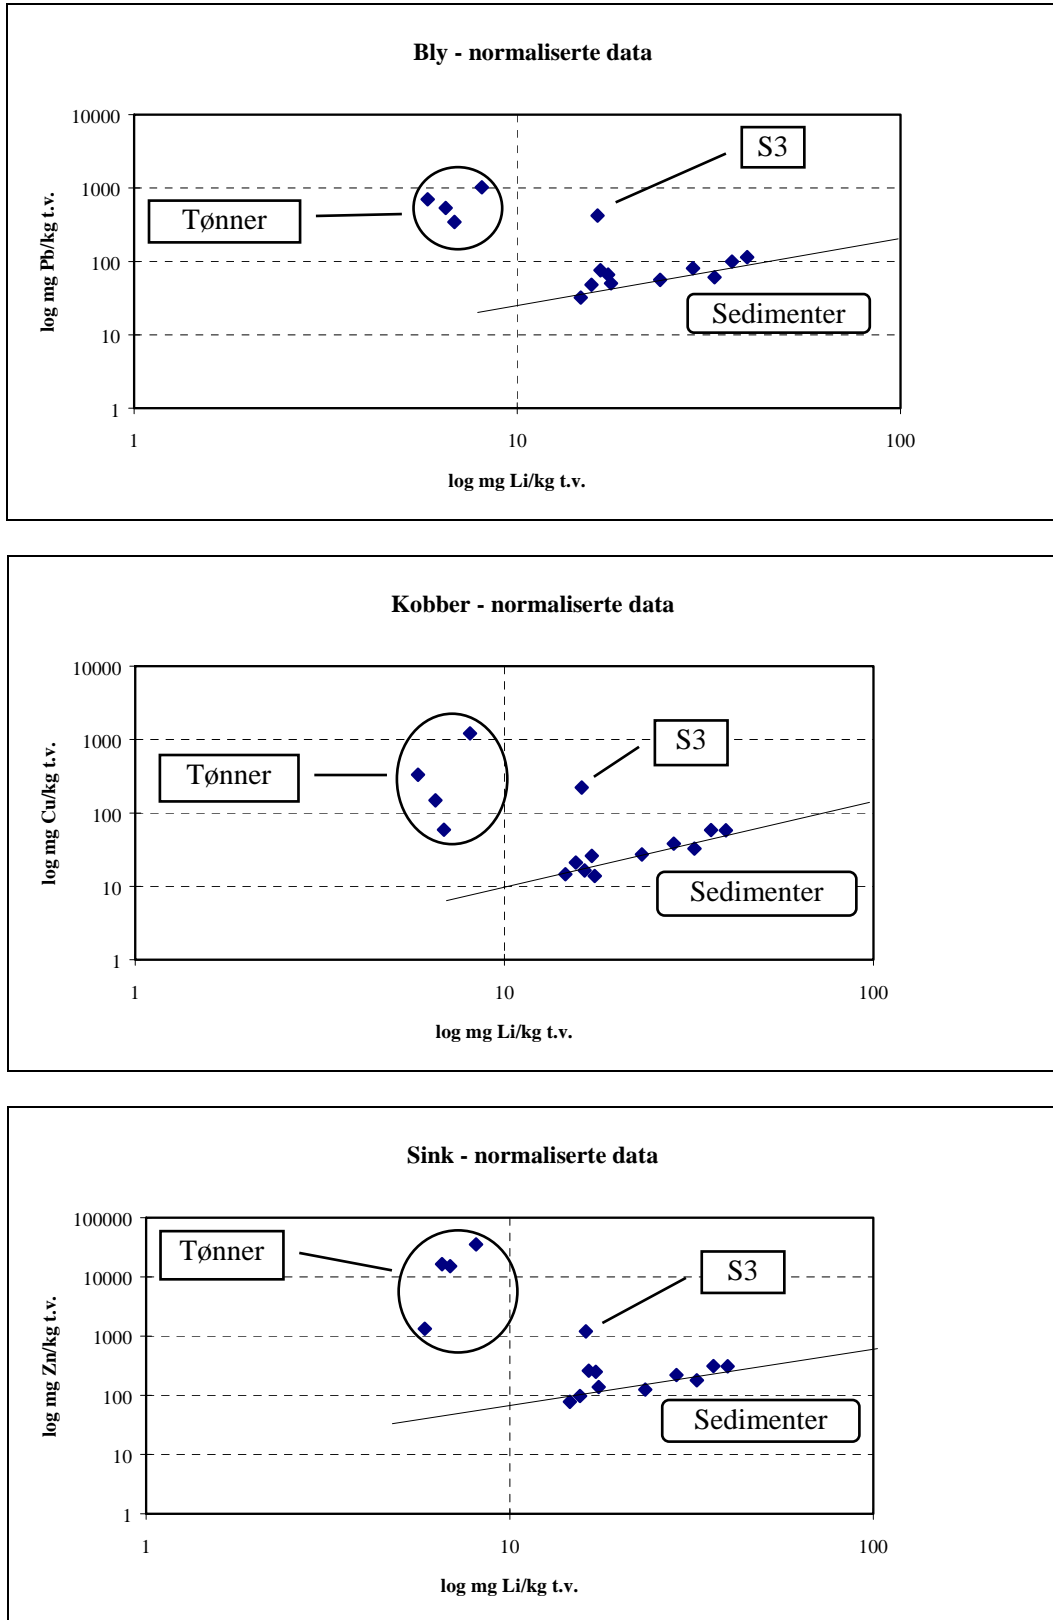 Bly - normaliserte data
10000
1000
100
10
1
log mg Pb/kg t.v.
Tønner
S3
Sedimenter
1
10
100
log mg Li/kg t.v.
Kobber - normaliserte data
10000
1000
100
10
1
log mg Cu/kg t.v.
Tønner
S3
Sedimenter
1
10
100
log mg Li/kg t.v.
Sink - normaliserte data
100000
10000
1000
100
10
1
log mg Zn/kg t.v.
Tønner
S3
Sedimenter
1
10
100
log mg Li/kg t.v.